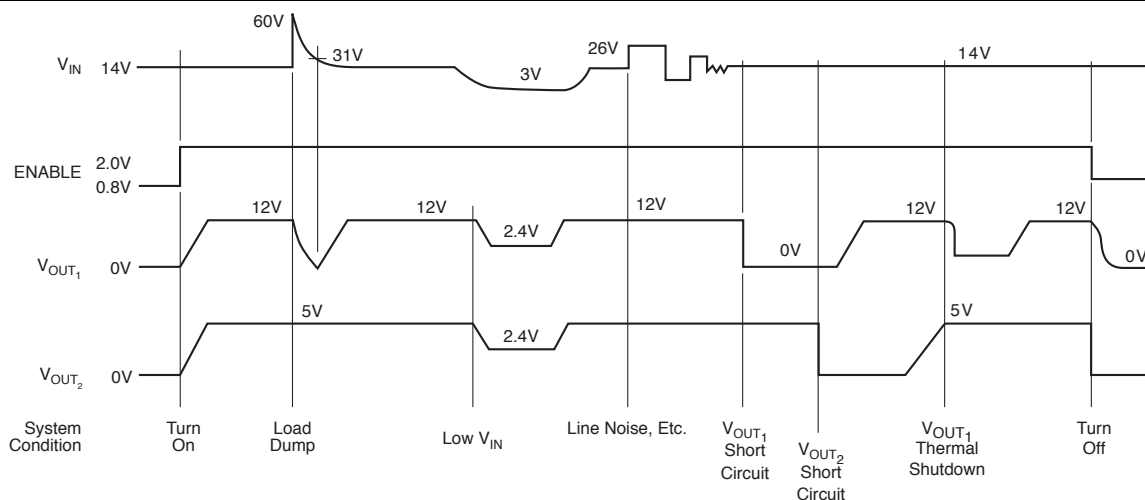 60V
31V
V_IN 14V
3V
26V
14V
ENABLE 2.0V
0.8V
12V
12V
2.4V
12V
0V
12V
12V
V_OUT1 0V
0V
5V
2.4V
5V
V_OUT2 0V
System
Condition
Turn
On
Load
Dump
Low V_IN
Line Noise, Etc.
V_OUT1
Short
Circuit
V_OUT2
Short
Circuit
V_OUT1
Thermal
Shutdown
Turn
Off